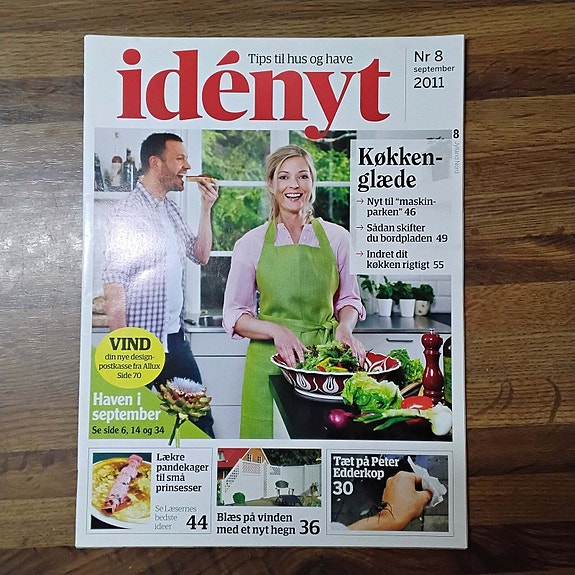 Tips til hus og have
idényt
Nr 8
september
2011
8
Jylland Nord
Køkken-
glæde
→ Nyt til "maskin-
parken" 46
→ Sådan skifter
du bordpladen 49
→ Indret dit
køkken rigtigt 55
VIND
din nye design-
postkasse fra Allux
Side 70
Haven i
september
Se side 6, 14 og 34
Lækre
pandekager
til små
prinsesser
Se Læsernes
bedste
ideer 44
Blæs på vinden
med et nyt hegn 36
Tæt på Peter
Edderkop
30